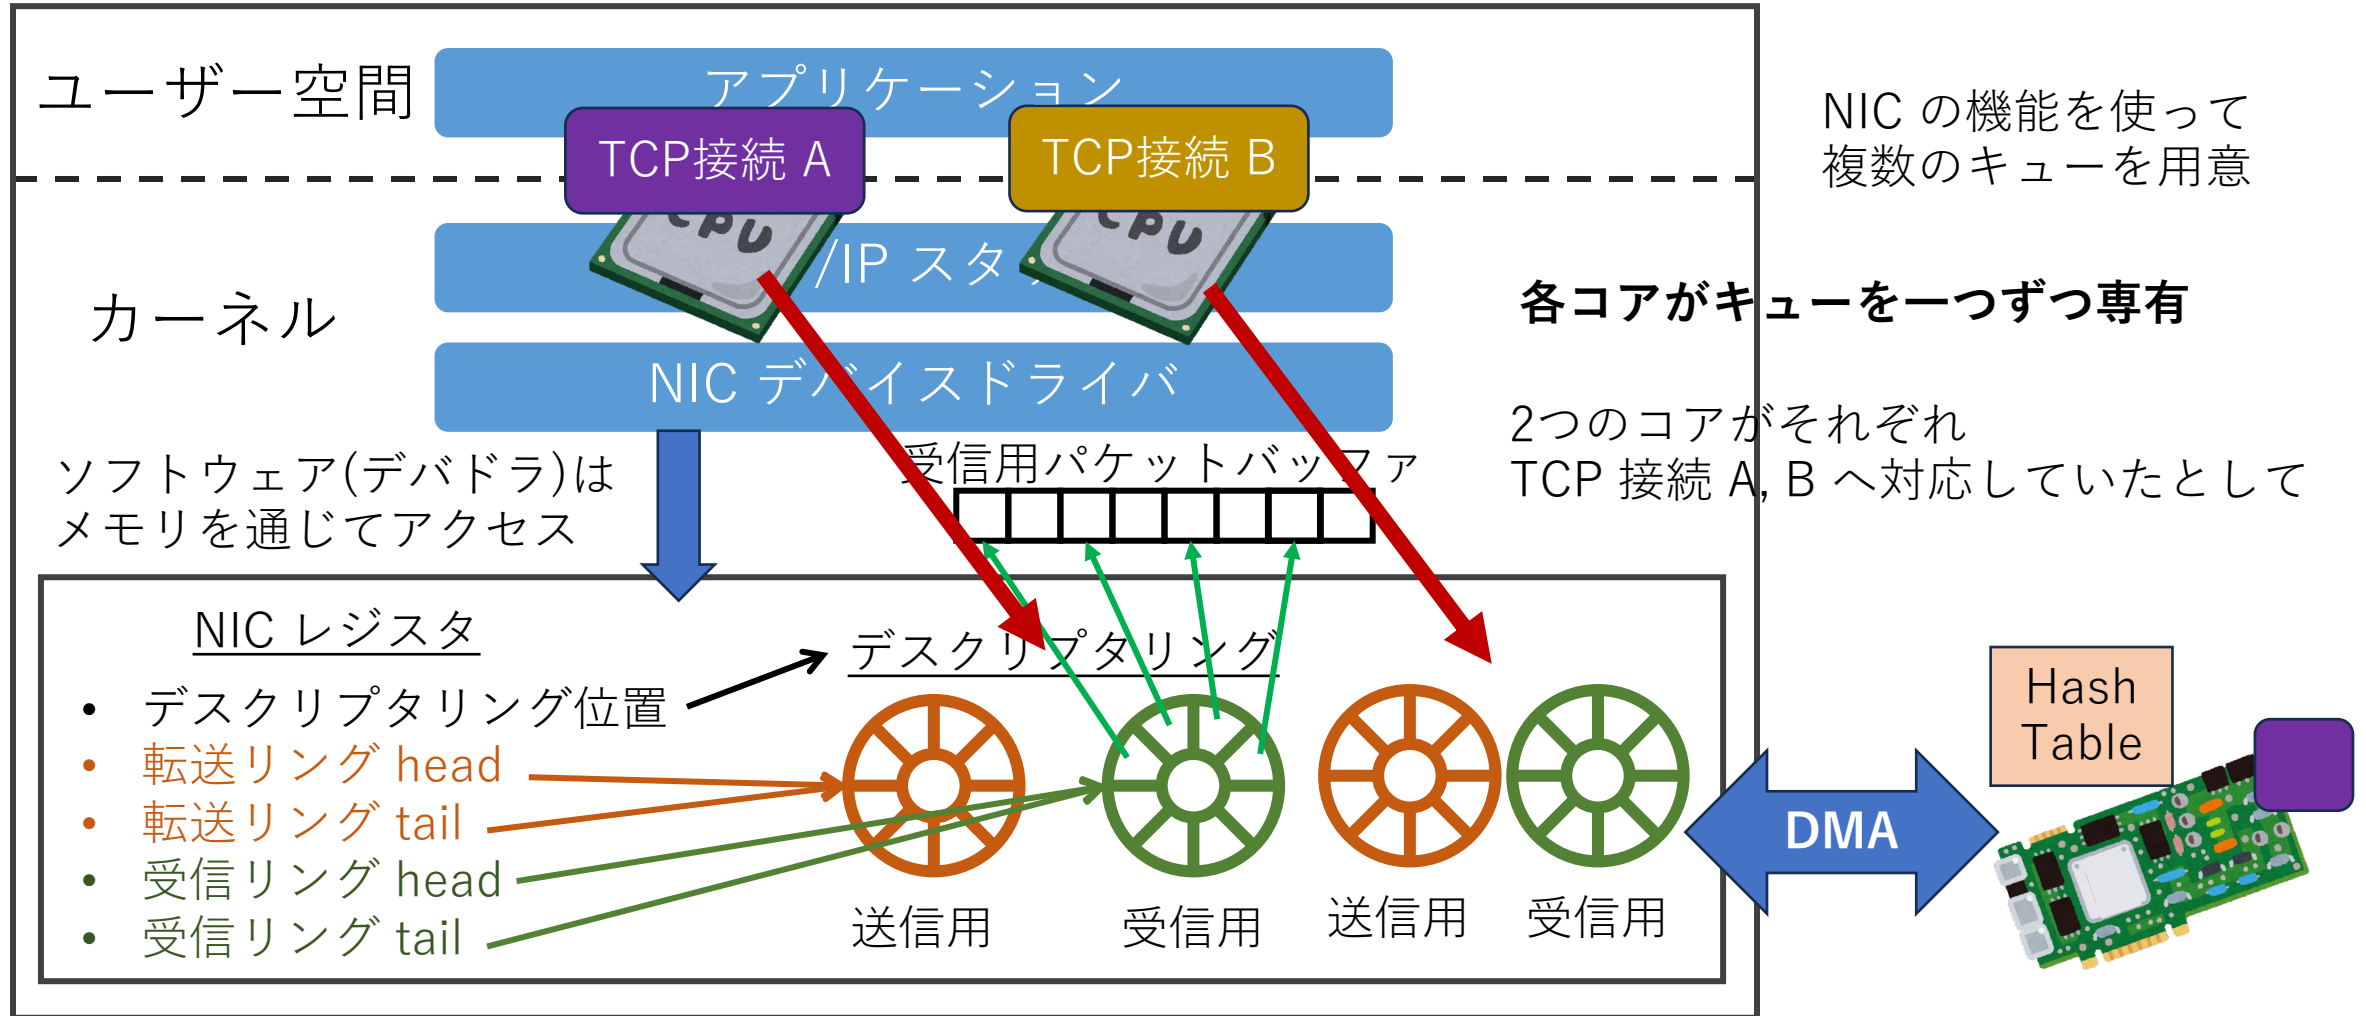 ユーザー空間
アプリケーション
TCP接続 A
TCP接続 B
NIC の機能を使って
複数のキューを用意
カーネル
CPU
CPU
/IP スタ
各コアがキューを一つずつ専有
NIC デバイスドライバ
2つのコアがそれぞれ
TCP 接続 A, B へ対応していたとして
ソフトウェア(デバドラ)は
メモリを通じてアクセス
受信用パケットバッファ
NIC レジスタ
• デスクリプタリング位置
• 転送リング head
• 転送リング tail
• 受信リング head
• 受信リング tail
デスクリプタリング
送信用
受信用
送信用
受信用
DMA
Hash
Table